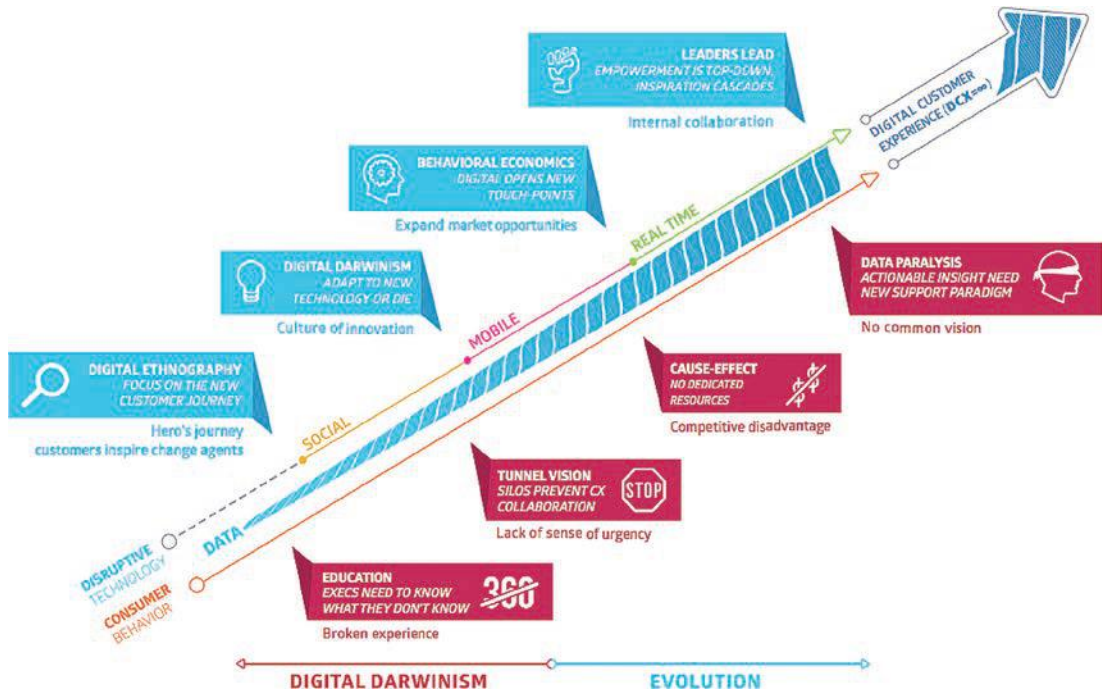 LEADERS LEAD
EMPOWERMENT IS TOP-DOWN,
INSPIRATION CASCADES
Internal collaboration
DIGITAL CUSTOMER
EXPERIENCE (DCX=∞)
BEHAVIORAL ECONOMICS
DIGITAL OPENS NEW
TOUCH-POINTS
Expand market opportunities
REAL TIME
DIGITAL DARWINISM
ADAPT TO NEW
TECHNOLOGY OR DIE
Culture of innovation
MOBILE
DATA PARALYSIS
ACTIONABLE INSIGHT NEED
NEW SUPPORT PARADIGM
No common vision
DIGITAL ETHNOGRAPHY
FOCUS ON THE NEW
CUSTOMER JOURNEY
Hero's journey
customers inspire change agents
SOCIAL
CAUSE-EFFECT
NO DEDICATED
RESOURCES
Competitive disadvantage
TUNNEL VISION
SILOS PREVENT CX
COLLABORATION
STOP
Lack of sense of urgency
DATA
DISRUPTIVE
TECHNOLOGY
CONSUMER
BEHAVIOR
EDUCATION
EXECS NEED TO KNOW
WHAT THEY DON'T KNOW
360
Broken experience
DIGITAL DARWINISM
EVOLUTION